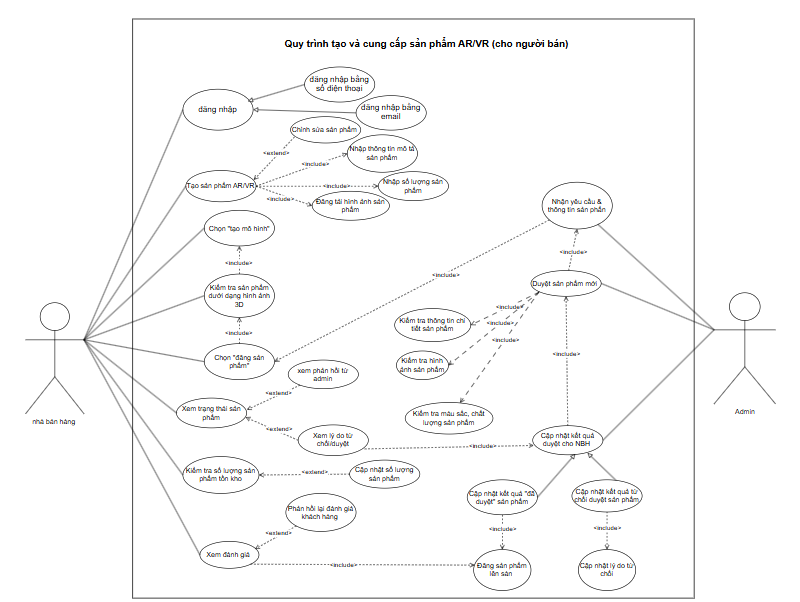 Quy trình tạo và cung cấp sản phẩm AR/VR (cho người bán)
đăng nhập bằng
số điện thoại
đăng nhập
đăng nhập bằng
email
Chỉnh sửa sản phẩm
<extend>
Nhập thông tin mô tả
sản phẩm
<include>
Tạo sản phẩm AR/VR
<include>
Nhập số lượng sản
phẩm
<include>
Đăng tải hình ảnh sản
phẩm
Nhận yêu cầu &
thông tin sản phẩn
Chọn "tạo mô hình"
<include>
<include>
<include>
Kiểm tra sản phẩm
dưới dạng hình ảnh
3D
Duyệt sản phẩm mới
<include>
<include>
<include>
Kiểm tra thông tin chi
tiết sản phẩm
<include>
<include>
Chọn "đăng sản
phẩm"
Kiểm tra hình
ảnh sản phẩm
<include>
xem phản hồi từ
admin
<extend>
nhà bán hàng
Admin
Xem trạng thái sản
phẩm
Kiểm tra màu sắc, chất
lượng sản phẩm
<extend>
Xem lý do từ
chối/duyệt
<include>
Cập nhật kết quả
duyệt cho NBH
Kiểm tra số lượng sản
phẩm tồn kho
<extend>
Cập nhật số lượng
sản phẩm
Cập nhật kết quả "đã
duyệt" sản phẩm
Cập nhật kết quả từ
chối duyệt sản phẩm
Phản hồi lại đánh giá
khách hàng
<extend>
<include>
<include>
Xem đánh giá
<include>
Đăng sản phẩm
lên sàn
Cập nhật lý do từ
chối